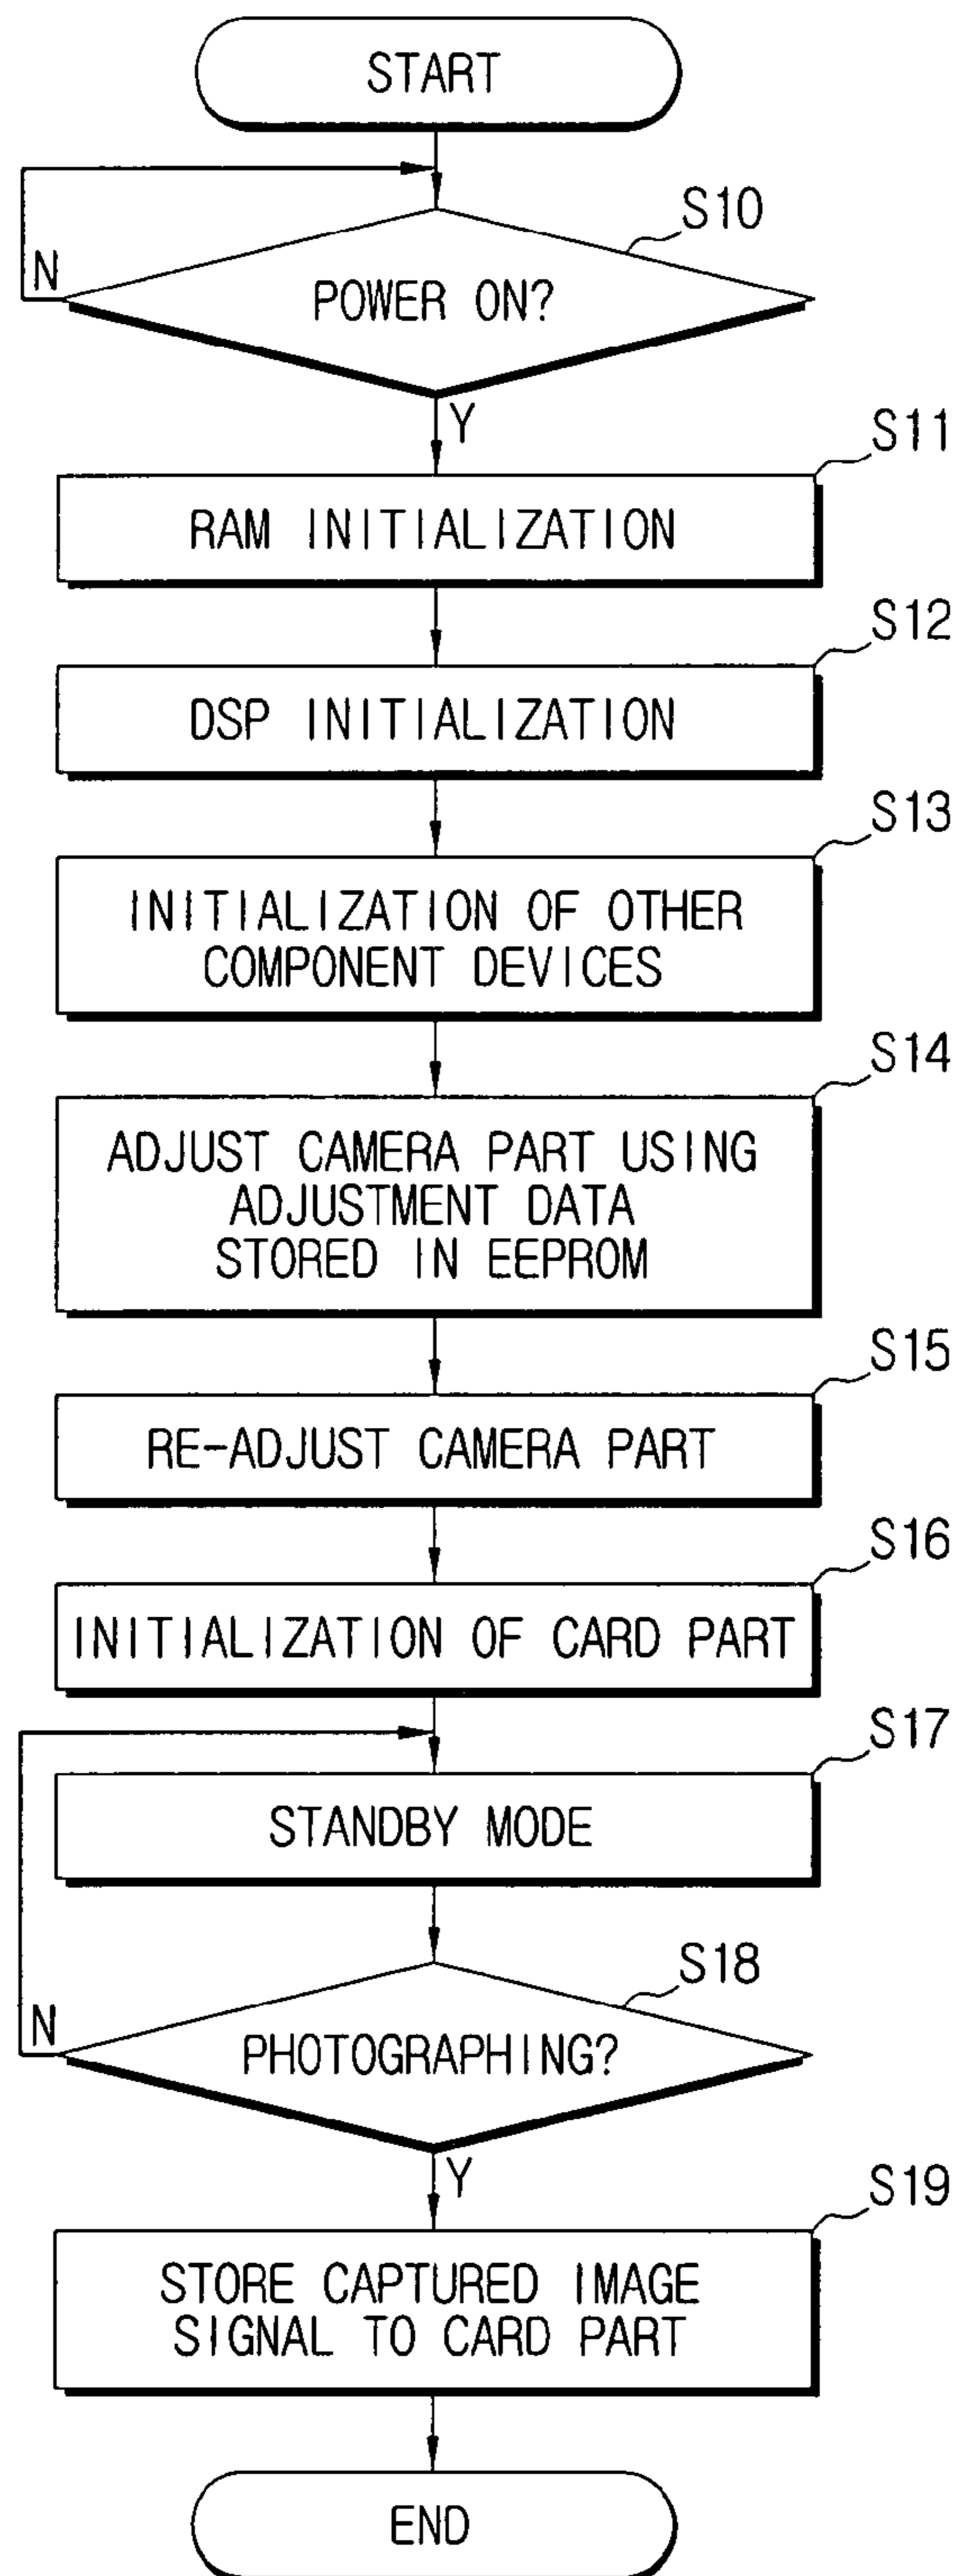 START
S10
N
POWER ON?
Y
S11
RAM INITIALIZATION
S12
DSP INITIALIZATION
S13
INITIALIZATION OF OTHER
COMPONENT DEVICES
S14
ADJUST CAMERA PART USING
ADJUSTMENT DATA
STORED IN EEPROM
S15
RE-ADJUST CAMERA PART
S16
INITIALIZATION OF CARD PART
S17
STANDBY MODE
S18
N
PHOTOGRAPHING?
Y
S19
STORE CAPTURED IMAGE
SIGNAL TO CARD PART
END